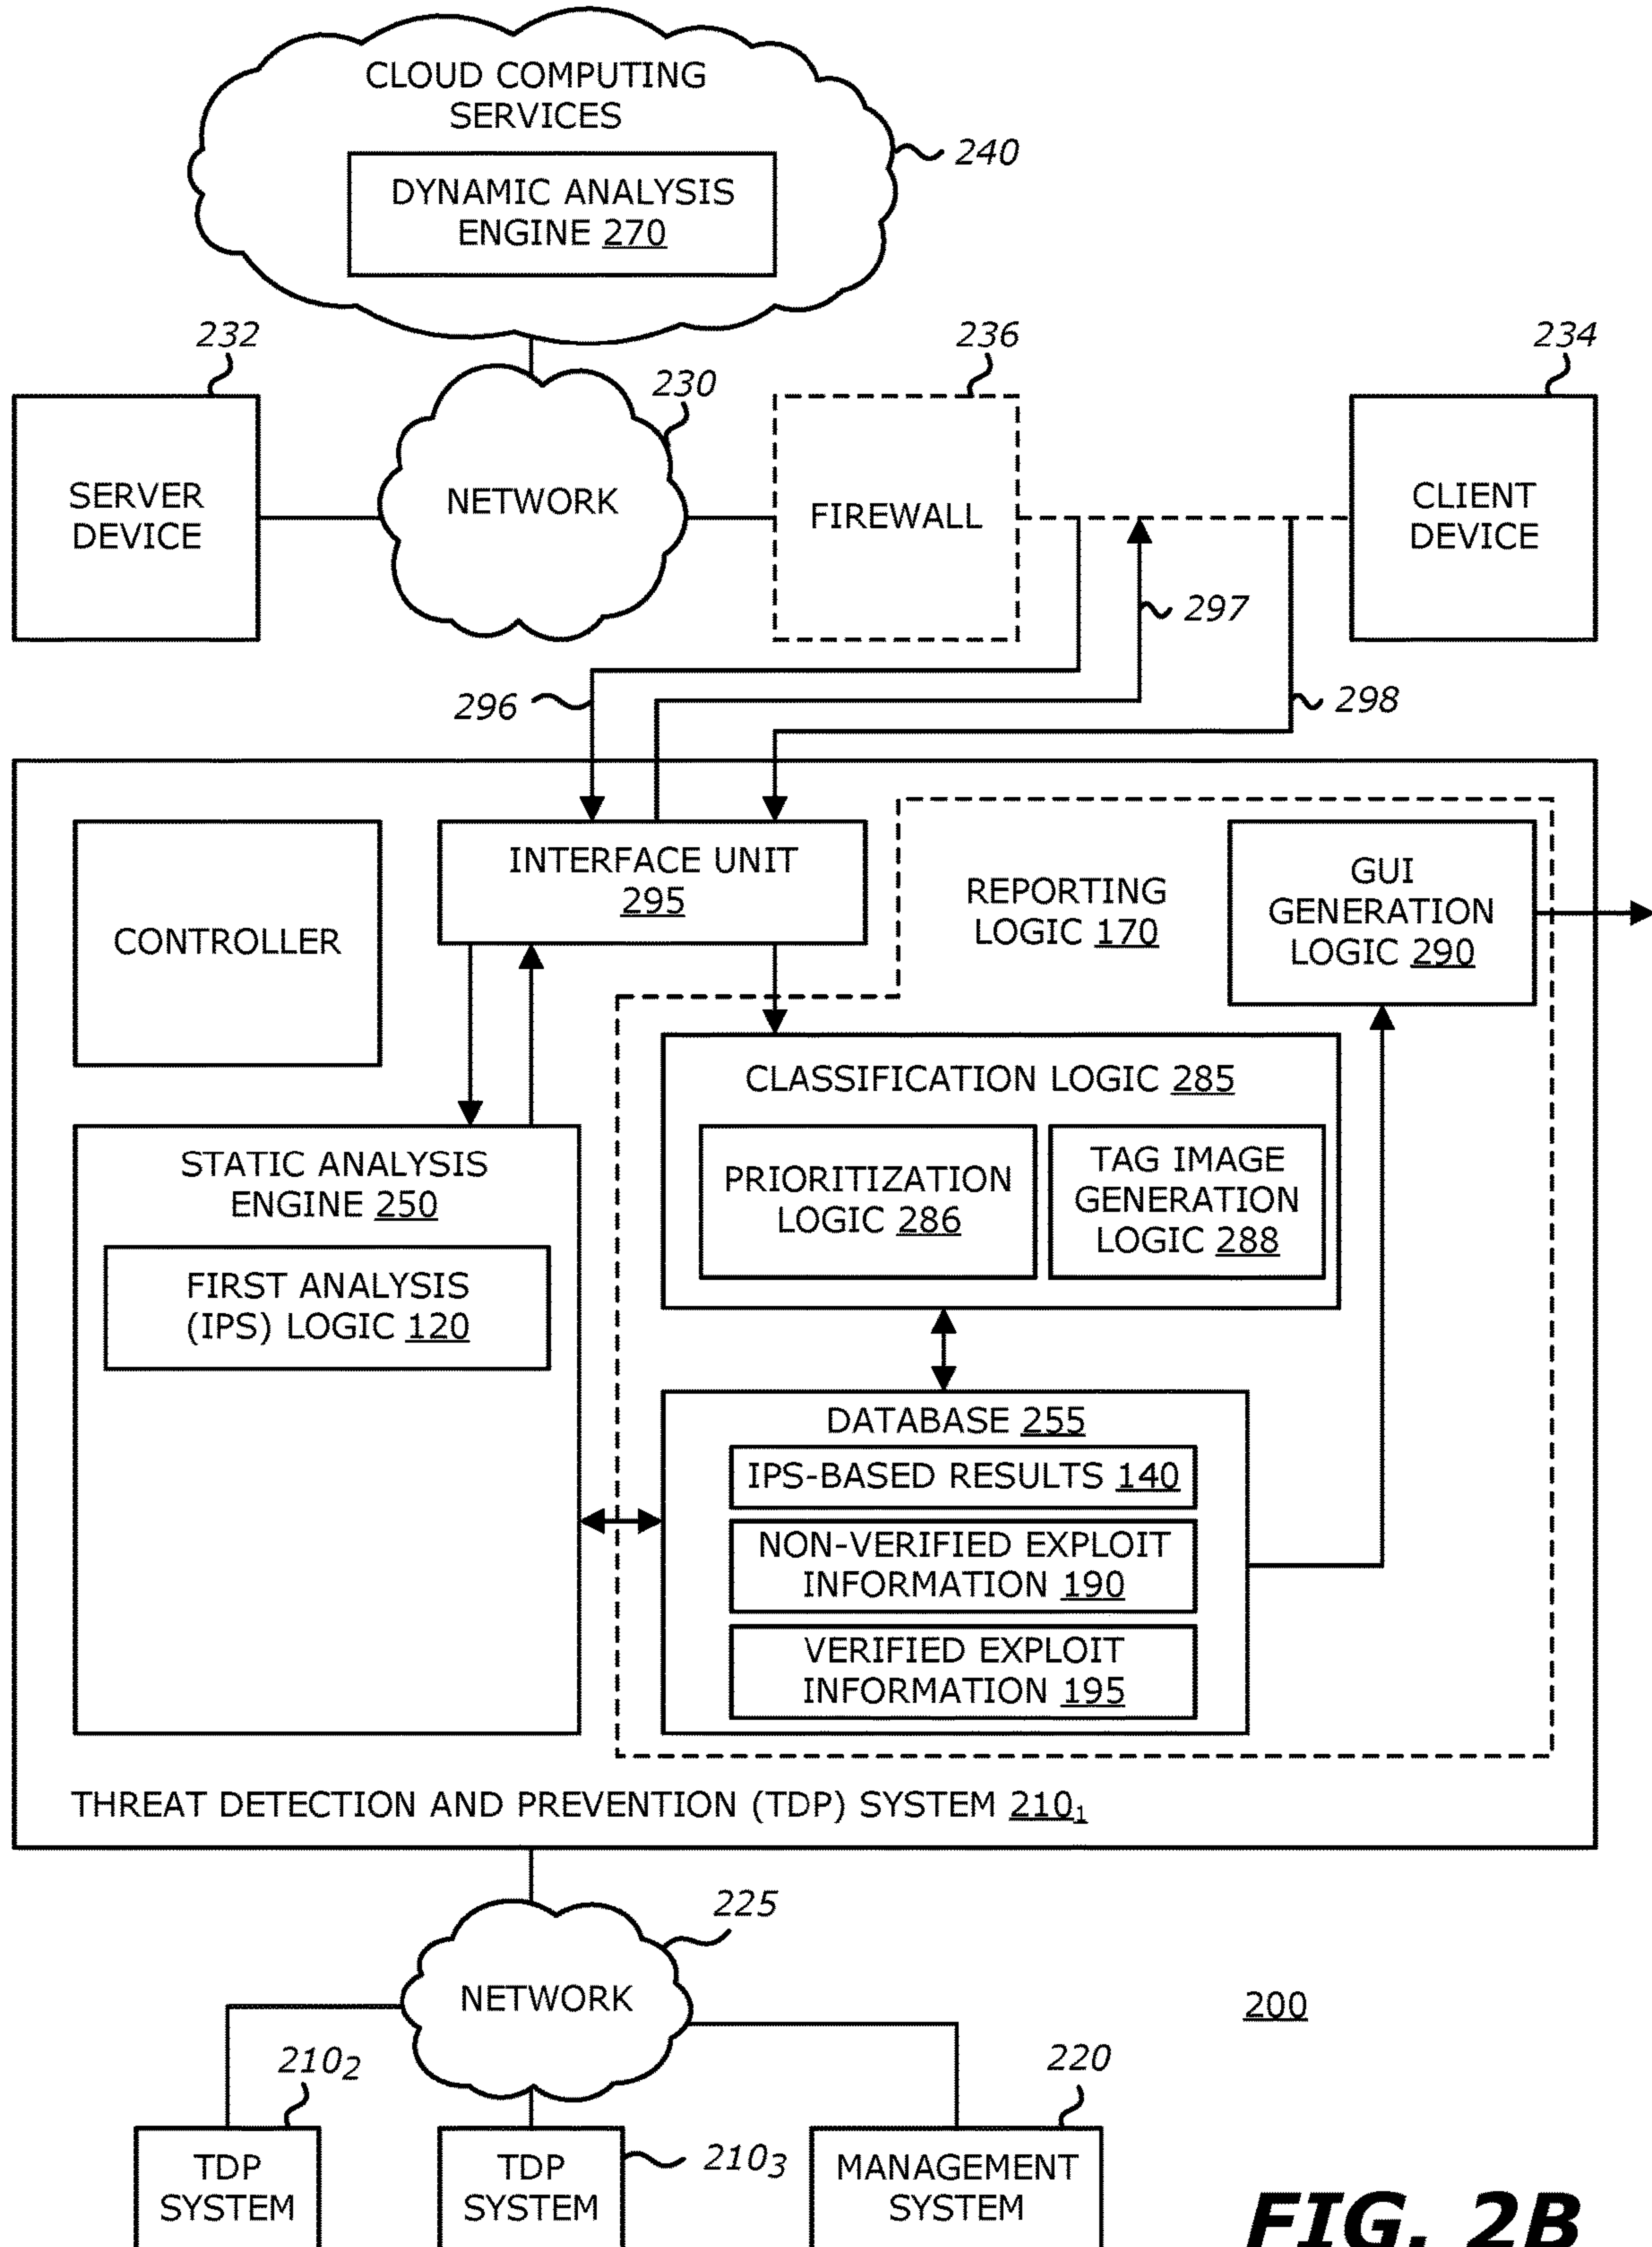 CLOUD COMPUTING
SERVICES
240
DYNAMIC ANALYSIS
ENGINE 270
232
236
234
230
SERVER
DEVICE
NETWORK
FIREWALL
CLIENT
DEVICE
297
296
298
INTERFACE UNIT
295
CONTROLLER
REPORTING
LOGIC 170
GUI
GENERATION
LOGIC 290
CLASSIFICATION LOGIC 285
STATIC ANALYSIS
ENGINE 250
PRIORITIZATION
LOGIC 286
TAG IMAGE
GENERATION
LOGIC 288
FIRST ANALYSIS
(IPS) LOGIC 120
DATABASE 255
IPS-BASED RESULTS 140
NON-VERIFIED EXPLOIT
INFORMATION 190
VERIFIED EXPLOIT
INFORMATION 195
THREAT DETECTION AND PREVENTION (TDP) SYSTEM 210₁
225
NETWORK
200
210₂
220
TDP
SYSTEM
TDP
SYSTEM
210₃
MANAGEMENT
SYSTEM
FIG. 2B